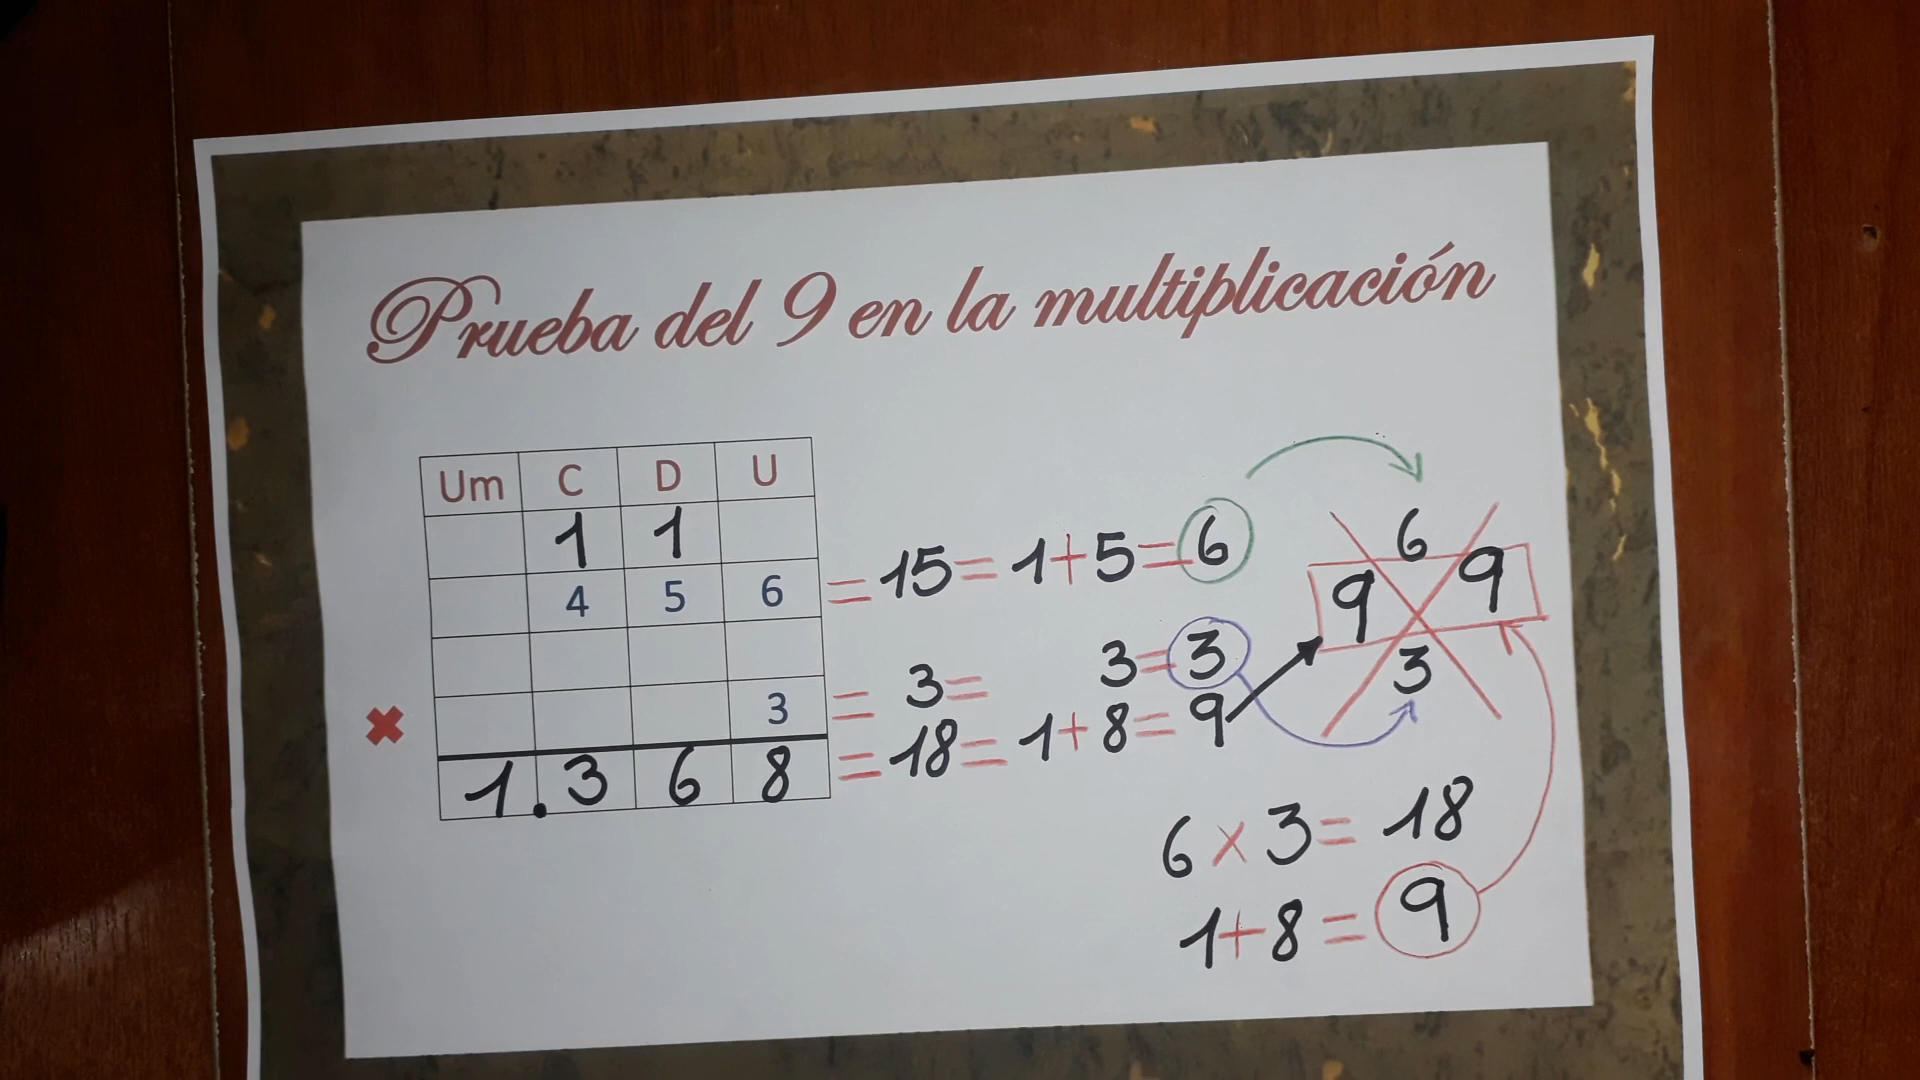 Prueba del 9 en la multiplicación
Um C D U
1 1
4 5 6 = 15 = 1+5 = 6
3 = 3 = 3 = 3
1.3 6 8 = 18 = 1+8 = 9
6
9 9
3
6 x 3 = 18
1+8 = 9